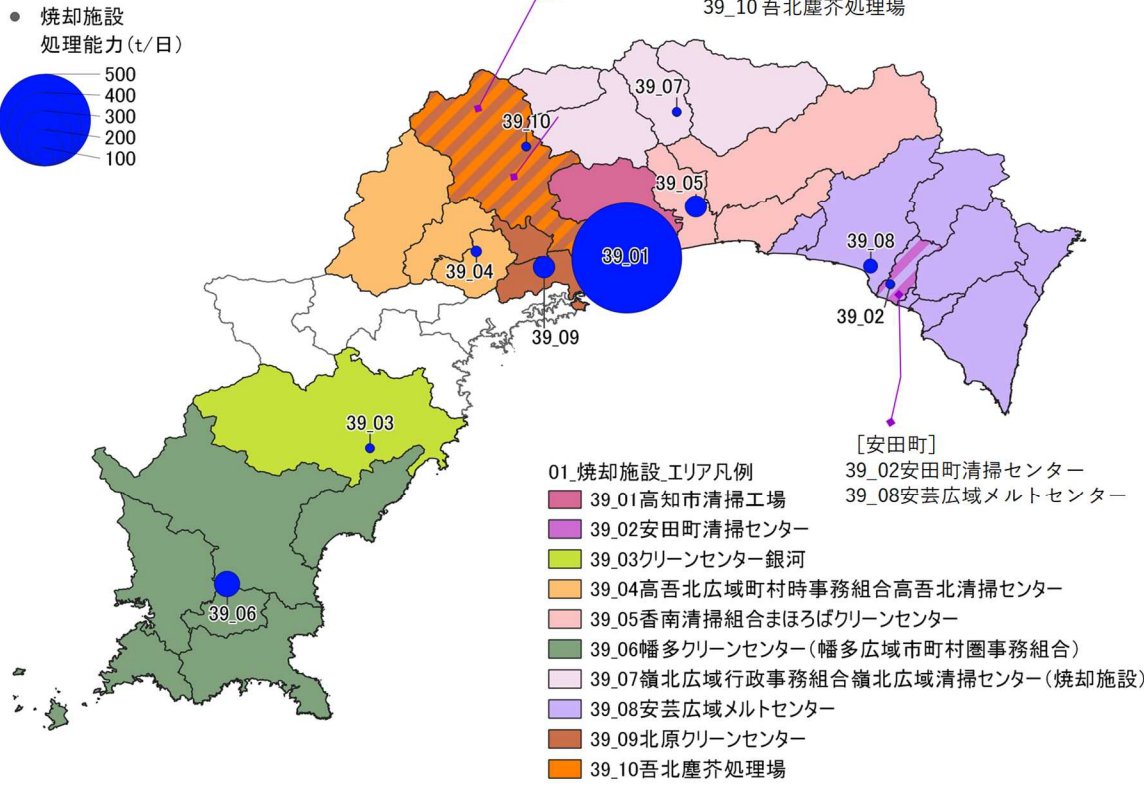 39_10 吾北塵芥処理場
焼却施設
処理能力(t/日)
500
400
300
200
100
39_07
39_10
39_05
39_01
39_08
39_04
39_02
39_09
39_03
39_06
[安田町]
39_02安田町清掃センター
39_08安芸広域メルトセンター
01_焼却施設_エリア凡例
39_01高知市清掃工場
39_02安田町清掃センター
39_03クリーンセンター銀河
39_04高吾北広域町村時事務組合高吾北清掃センター
39_05香南清掃組合まほろばクリーンセンター
39_06幡多クリーンセンター(幡多広域市町村圏事務組合)
39_07嶺北広域行政事務組合嶺北広域清掃センター(焼却施設)
39_08安芸広域メルトセンター
39_09北原クリーンセンター
39_10吾北塵芥処理場